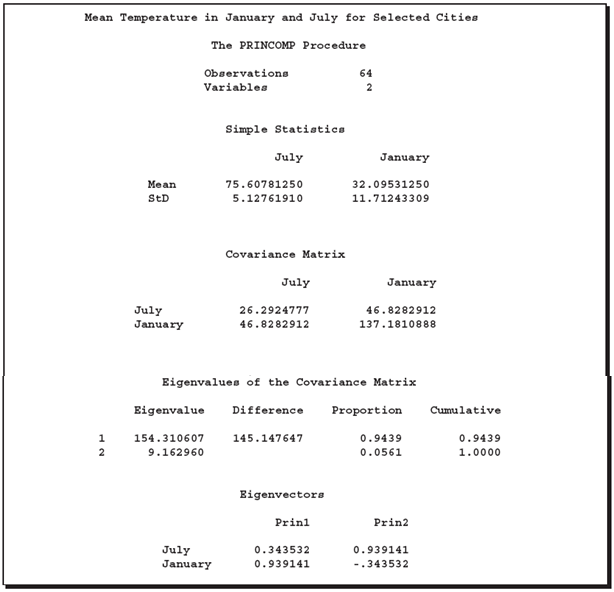 Mean Temperature in January and July for Selected Cities
The PRINCOMP Procedure
Observations 64
Variables 2
Simple Statistics
July January
Mean 75.60781250 32.09531250
StD 5.12761910 11.71243309
Covariance Matrix
July January
July 26.2924777 46.8282912
January 46.8282912 137.1810888
Eigenvalues of the Covariance Matrix
Eigenvalue Difference Proportion Cumulative
1 154.310607 145.147647 0.9439 0.9439
2 9.162960 0.0561 1.0000
Eigenvectors
Prin1 Prin2
July 0.343532 0.939141
January 0.939141 -.343532